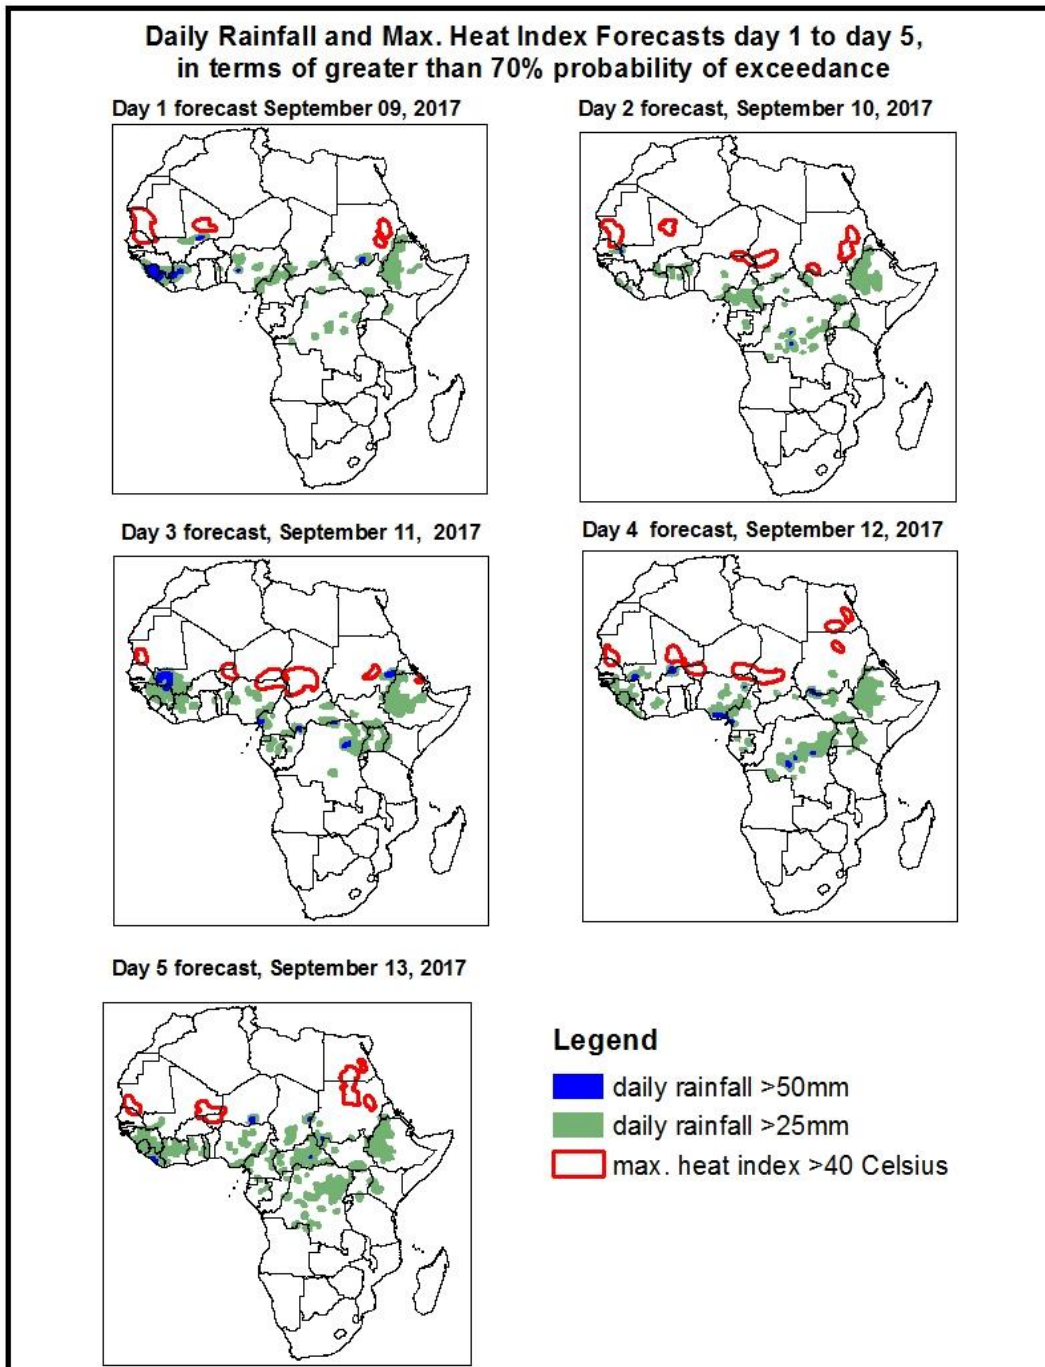 Daily Rainfall and Max. Heat Index Forecasts day 1 to day 5,
in terms of greater than 70% probability of exceedance
Day 1 forecast September 09, 2017
Day 2 forecast, September 10, 2017
Day 3 forecast, September 11, 2017
Day 4 forecast, September 12, 2017
Day 5 forecast, September 13, 2017
Legend
daily rainfall >50mm
daily rainfall >25mm
max. heat index >40 Celsius